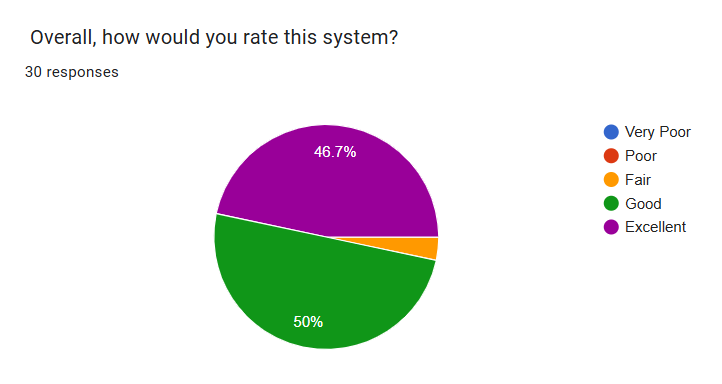 Overall, how would you rate this system?
30 responses
46.7%
50%
Very Poor
Poor
Fair
Good
Excellent